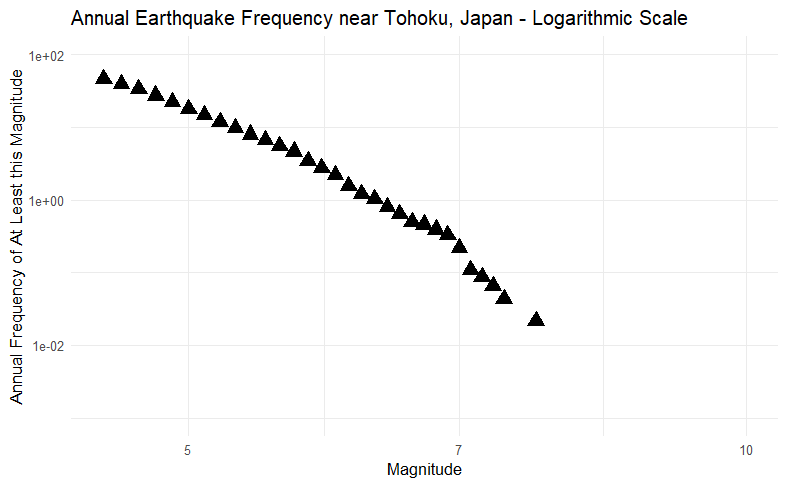 Annual Earthquake Frequency near Tohoku, Japan - Logarithmic Scale
Annual Frequency of At Least this Magnitude
1e+02
1e+00
1e-02
5
7
10
Magnitude